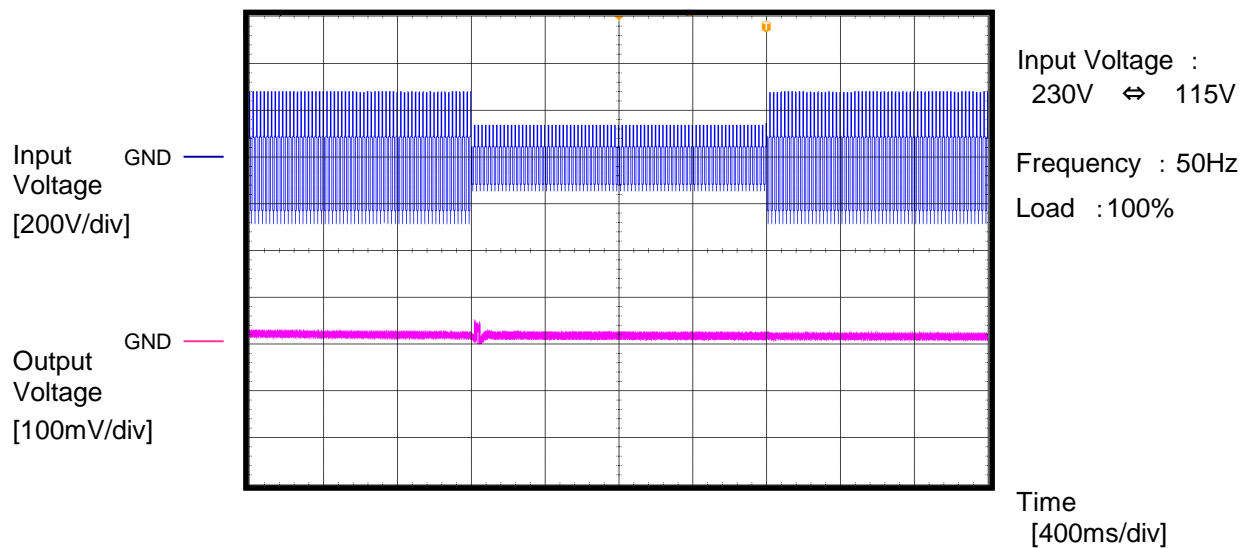 T
Input Voltage :
230V ⇔ 115V
Frequency : 50Hz
Load :100%
Input
Voltage
[200V/div]
GND
GND
Output
Voltage
[100mV/div]
Time
[400ms/div]